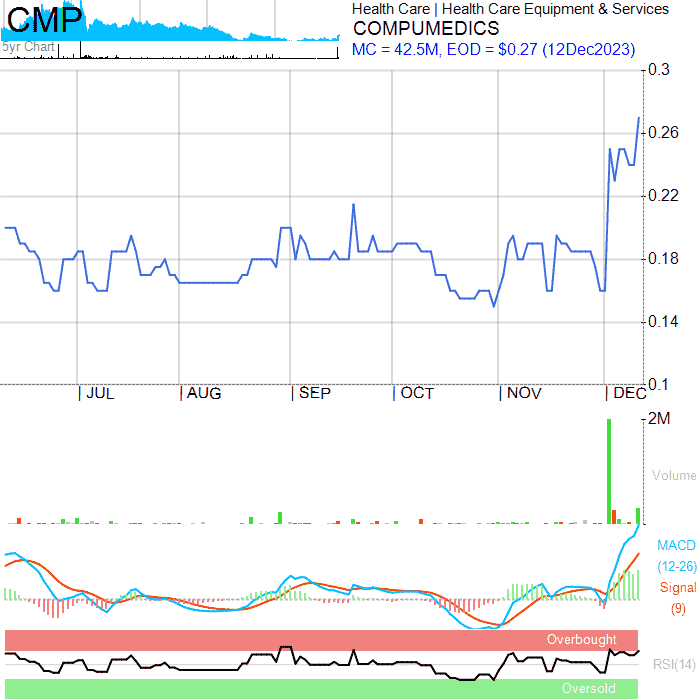 CMP
5yr Chart
Health Care | Health Care Equipment & Services
COMPUMEDICS
MC = 42.5M, EOD = $0.27 (12Dec2023)
0.3
0.26
0.22
0.18
0.14
0.1
JUL
AUG
SEP
OCT
NOV
DEC
2M
Volume
MACD
(12-26)
Signal
(9)
Overbought
RSI(14)
Oversold